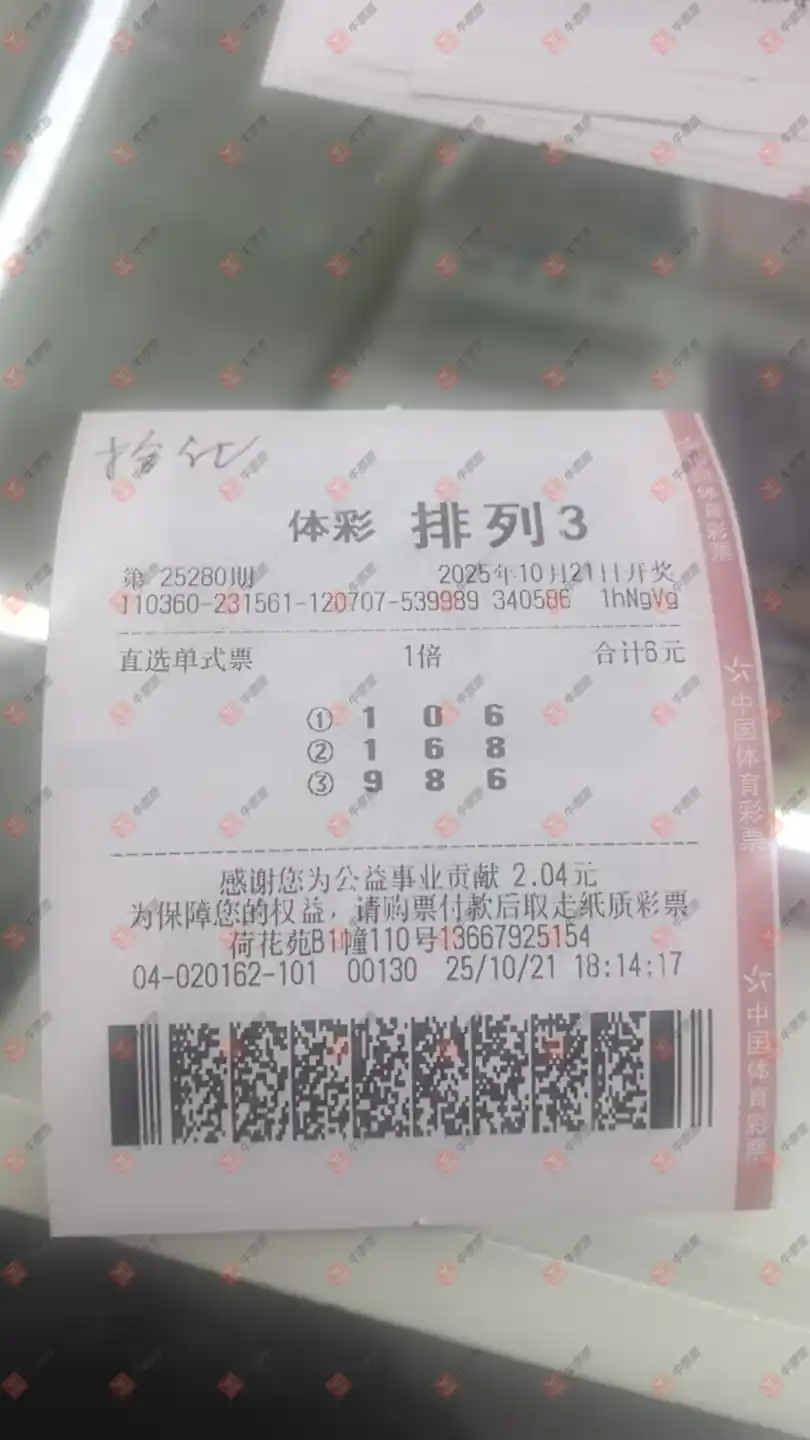 体彩 排列3
第 25280期 2025年10月21日开奖
110360-231561-120707-539989 340586 1hNgVg
直选单式票 1倍 合计6元
① 1 0 6
② 1 6 8
③ 9 8 6
感谢您为公益事业贡献 2.04元
为保障您的权益，请购票付款后取走纸质彩票
荷花苑B1幢110号13667925154
04-020162-101 00130 25/10/21 18:14:17
中国体育彩票
中国体育彩票